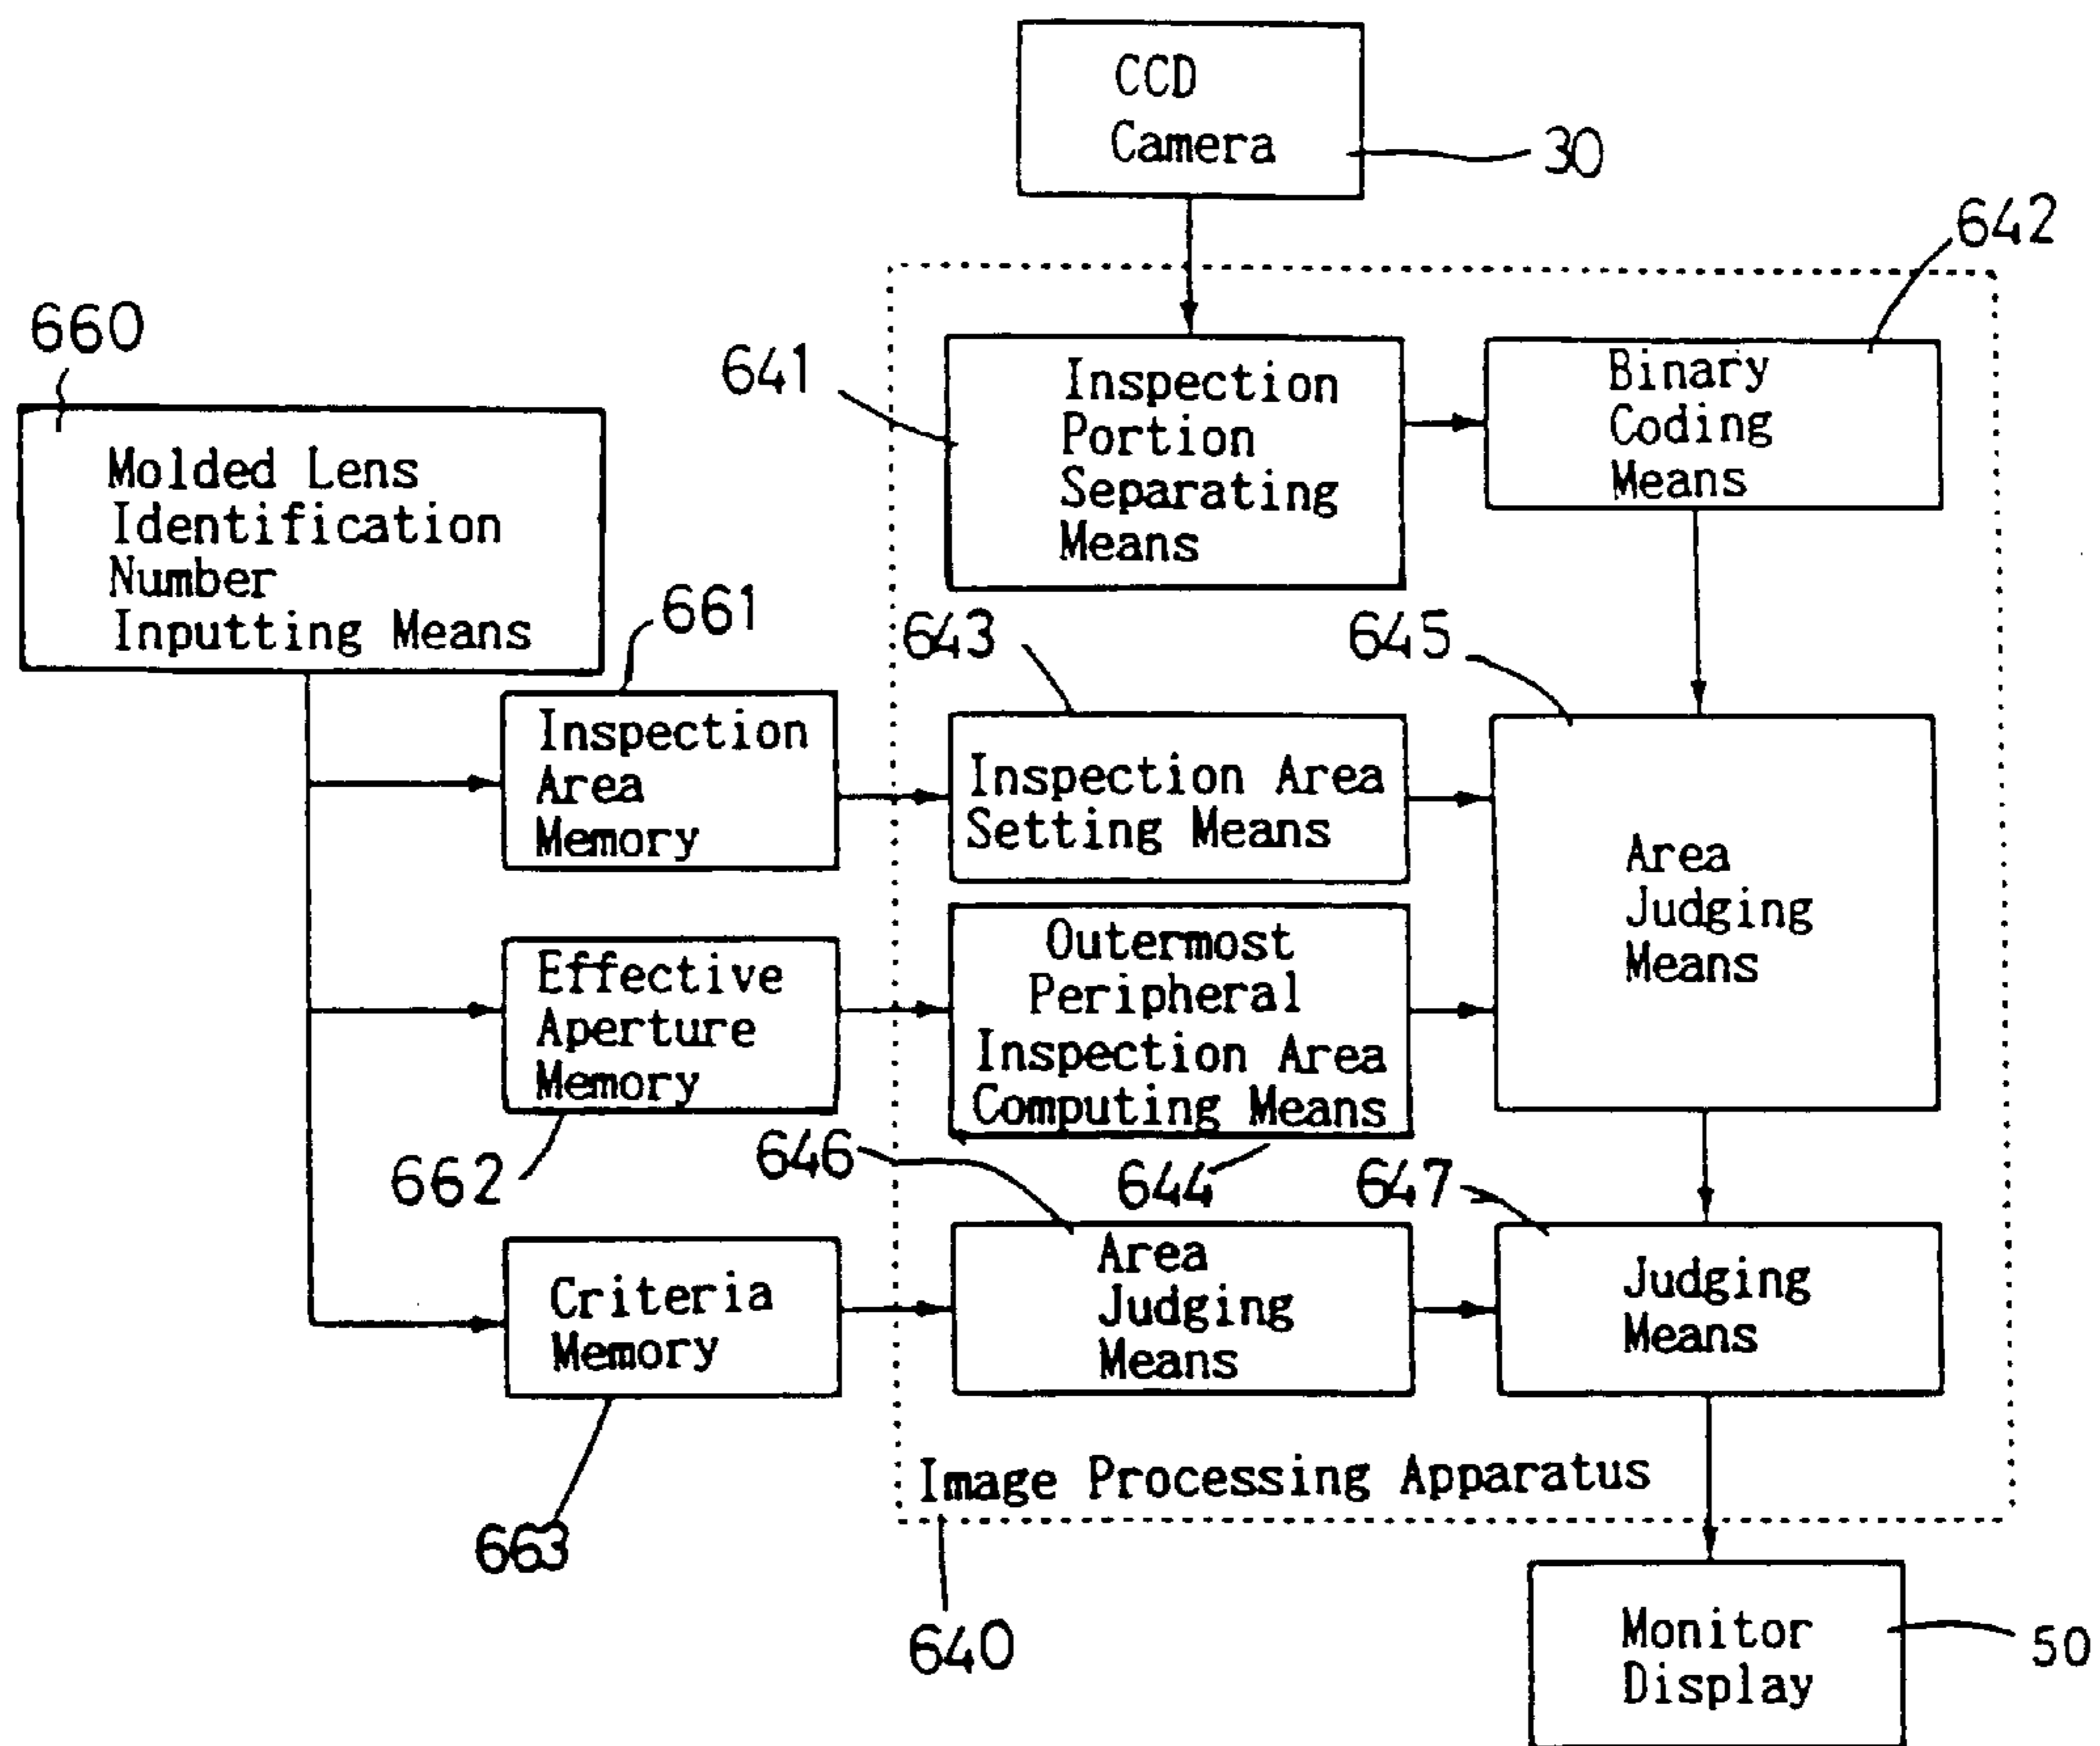 CCD
Camera
30
642
660
641
Inspection
Portion
Separating
Means
Binary
Coding
Means
Molded Lens
Identification
Number
Inputting Means
661
643
645
Inspection
Area
Memory
Inspection Area
Setting Means
Area
Judging
Means
Effective
Aperture
Memory
Outermost
Peripheral
Inspection Area
Computing Means
662
646
644
647
Criteria
Memory
Area
Judging
Means
Judging
Means
Image Processing Apparatus
663
640
Monitor
Display
50